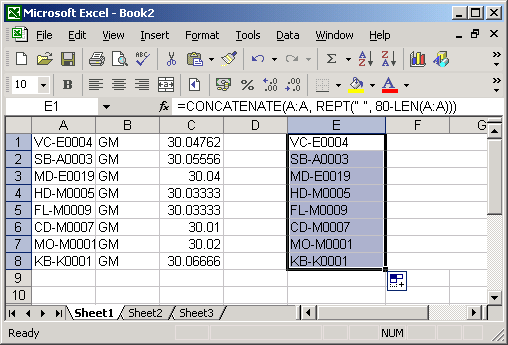 Microsoft Excel - Book2
File Edit View Insert Format Tools Data Window Help
10 B $ % .00
E1 fx =CONCATENATE(A:A, REPT(" ", 80-LEN(A:A)))
A B C D E F G
1 VC-E0004 GM 30.04762 VC-E0004
2 SB-A0003 GM 30.05556 SB-A0003
3 MD-E0019 GM 30.04 MD-E0019
4 HD-M0005 GM 30.03333 HD-M0005
5 FL-M0009 GM 30.03333 FL-M0009
6 CD-M0007 GM 30.01 CD-M0007
7 MO-M0001 GM 30.02 MO-M0001
8 KB-K0001 GM 30.06666 KB-K0001
9
10
Sheet1 Sheet2 Sheet3
Ready NUM